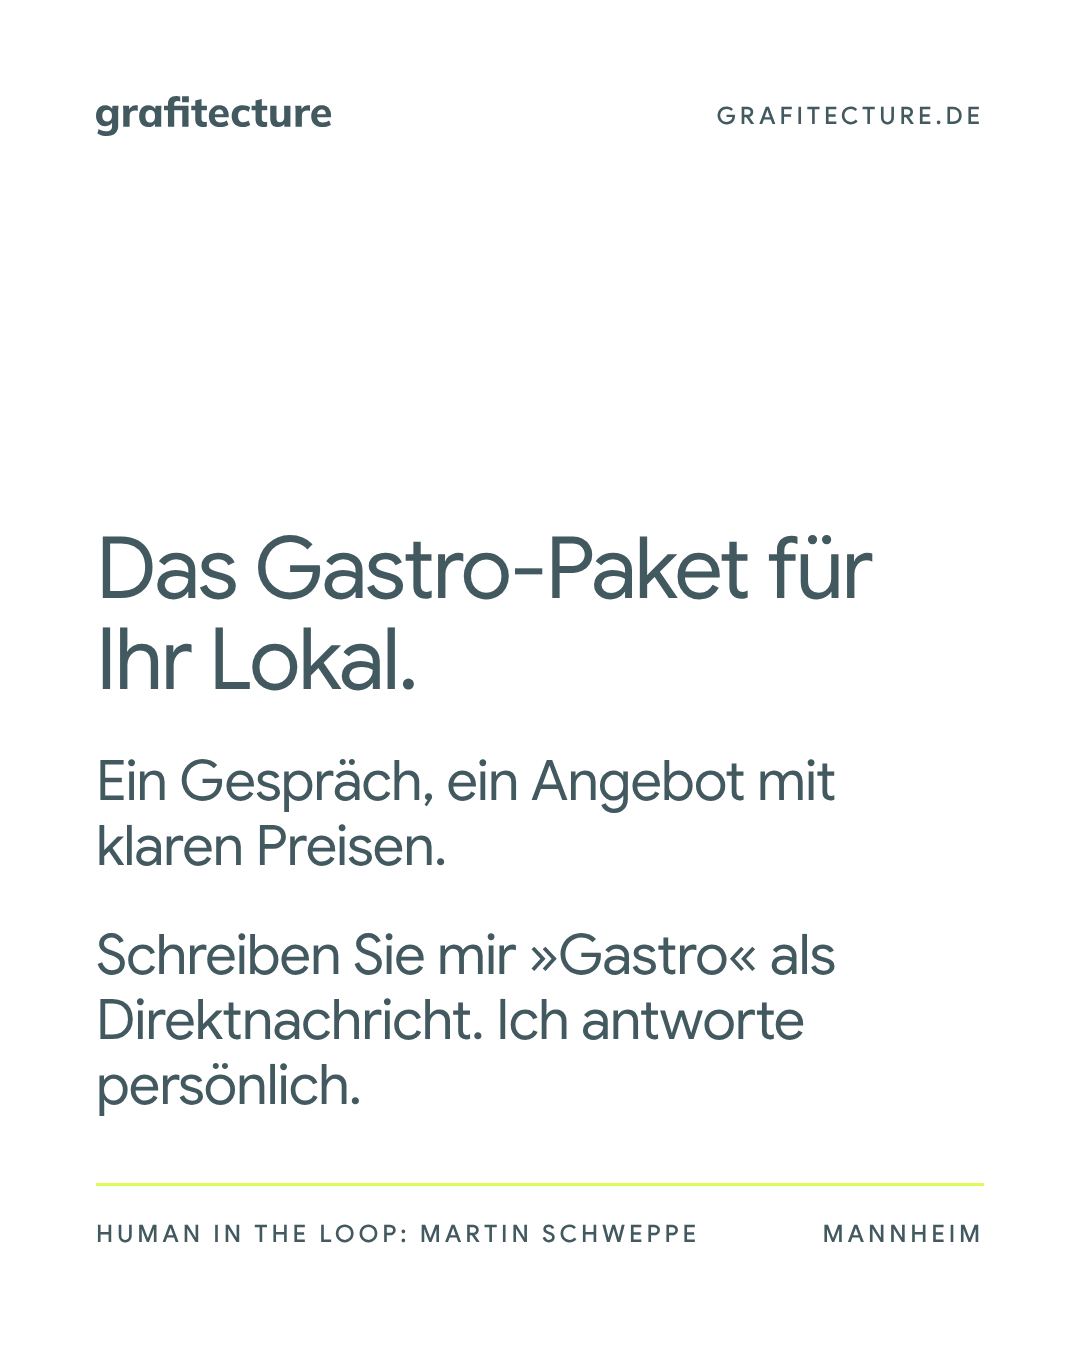 grafitecture
GRAFITECTURE.DE
Das Gastro-Paket für
Ihr Lokal.
Ein Gespräch, ein Angebot mit
klaren Preisen.
Schreiben Sie mir »Gastro« als
Direktnachricht. Ich antworte
persönlich.
HUMAN IN THE LOOP: MARTIN SCHWEPPE
MANNHEIM